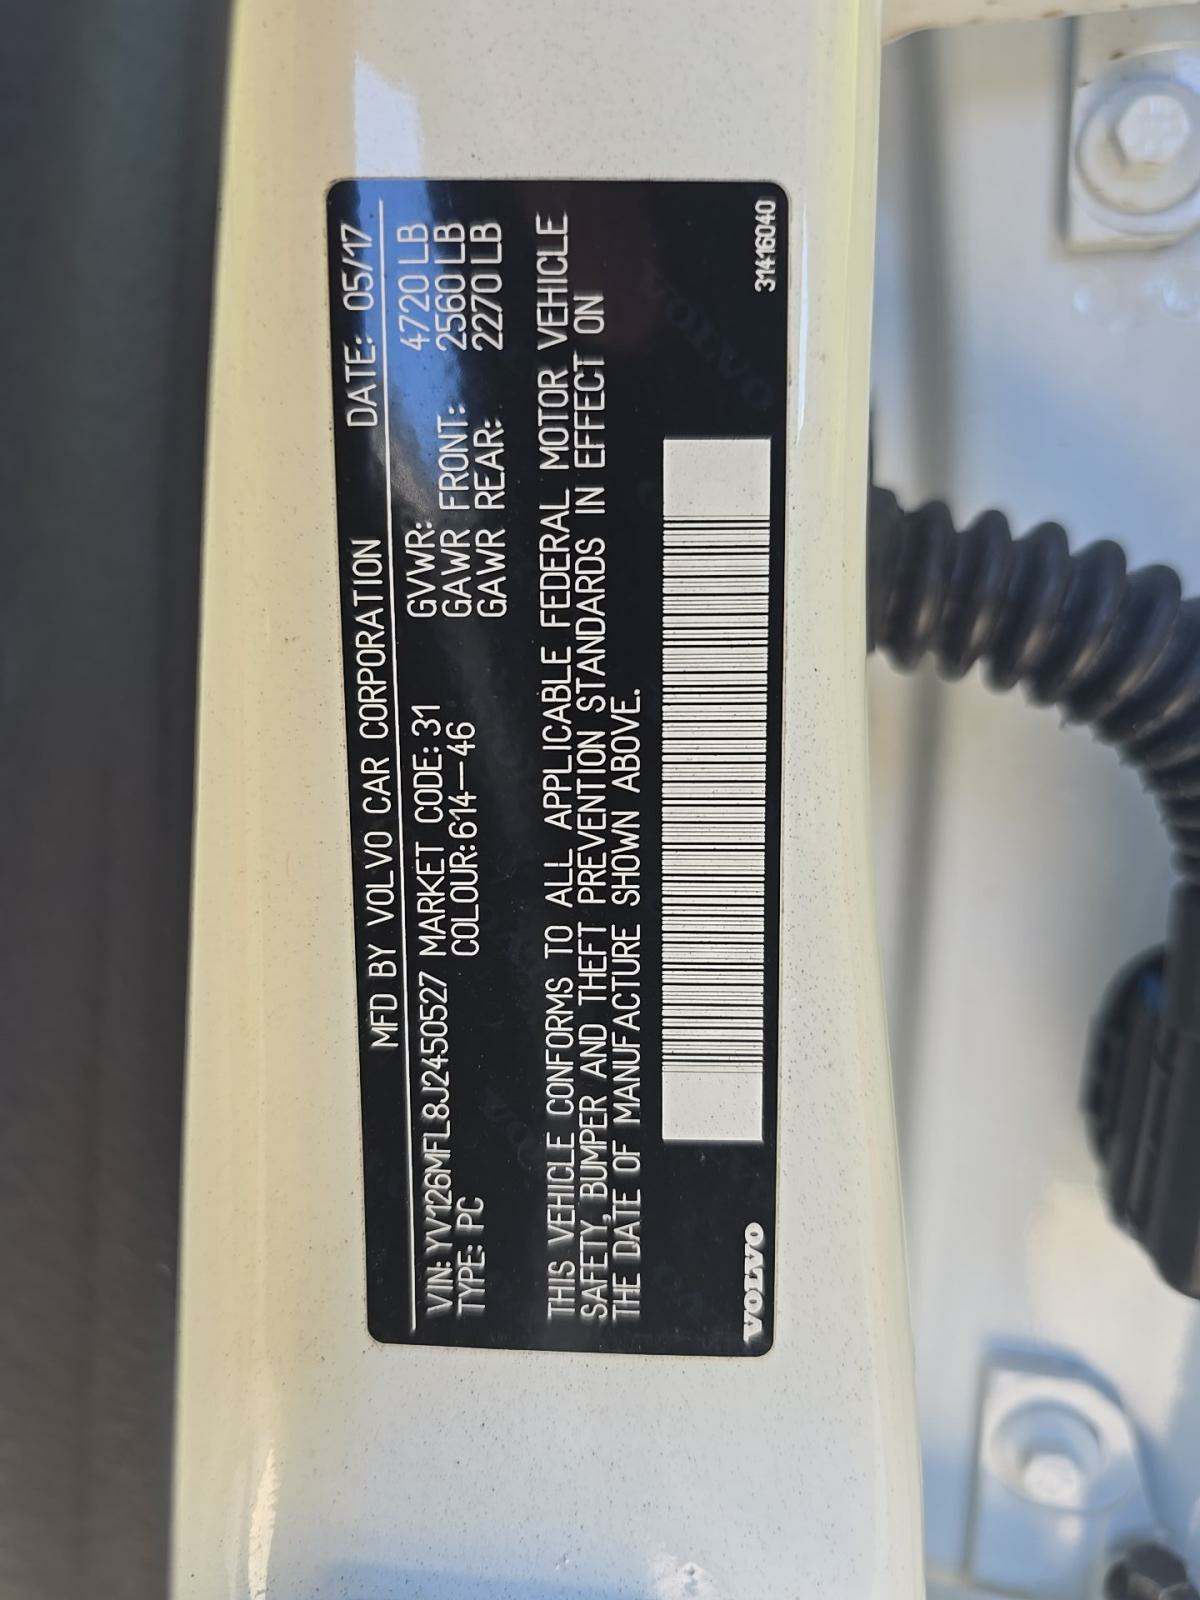 MFD BY VOLVO CAR CORPORATION DATE: 05/17
VIN: YV126MFL8J2450527 MARKET CODE: 31 GVWR: 4720 LB
TYPE: PC COLOUR: 614—46 GAWR FRONT: 2560 LB
GAWR REAR: 2270 LB
THIS VEHICLE CONFORMS TO ALL APPLICABLE FEDERAL MOTOR VEHICLE
SAFETY, BUMPER AND THEFT PREVENTION STANDARDS IN EFFECT ON
THE DATE OF MANUFACTURE SHOWN ABOVE.
VOLVO 31416040